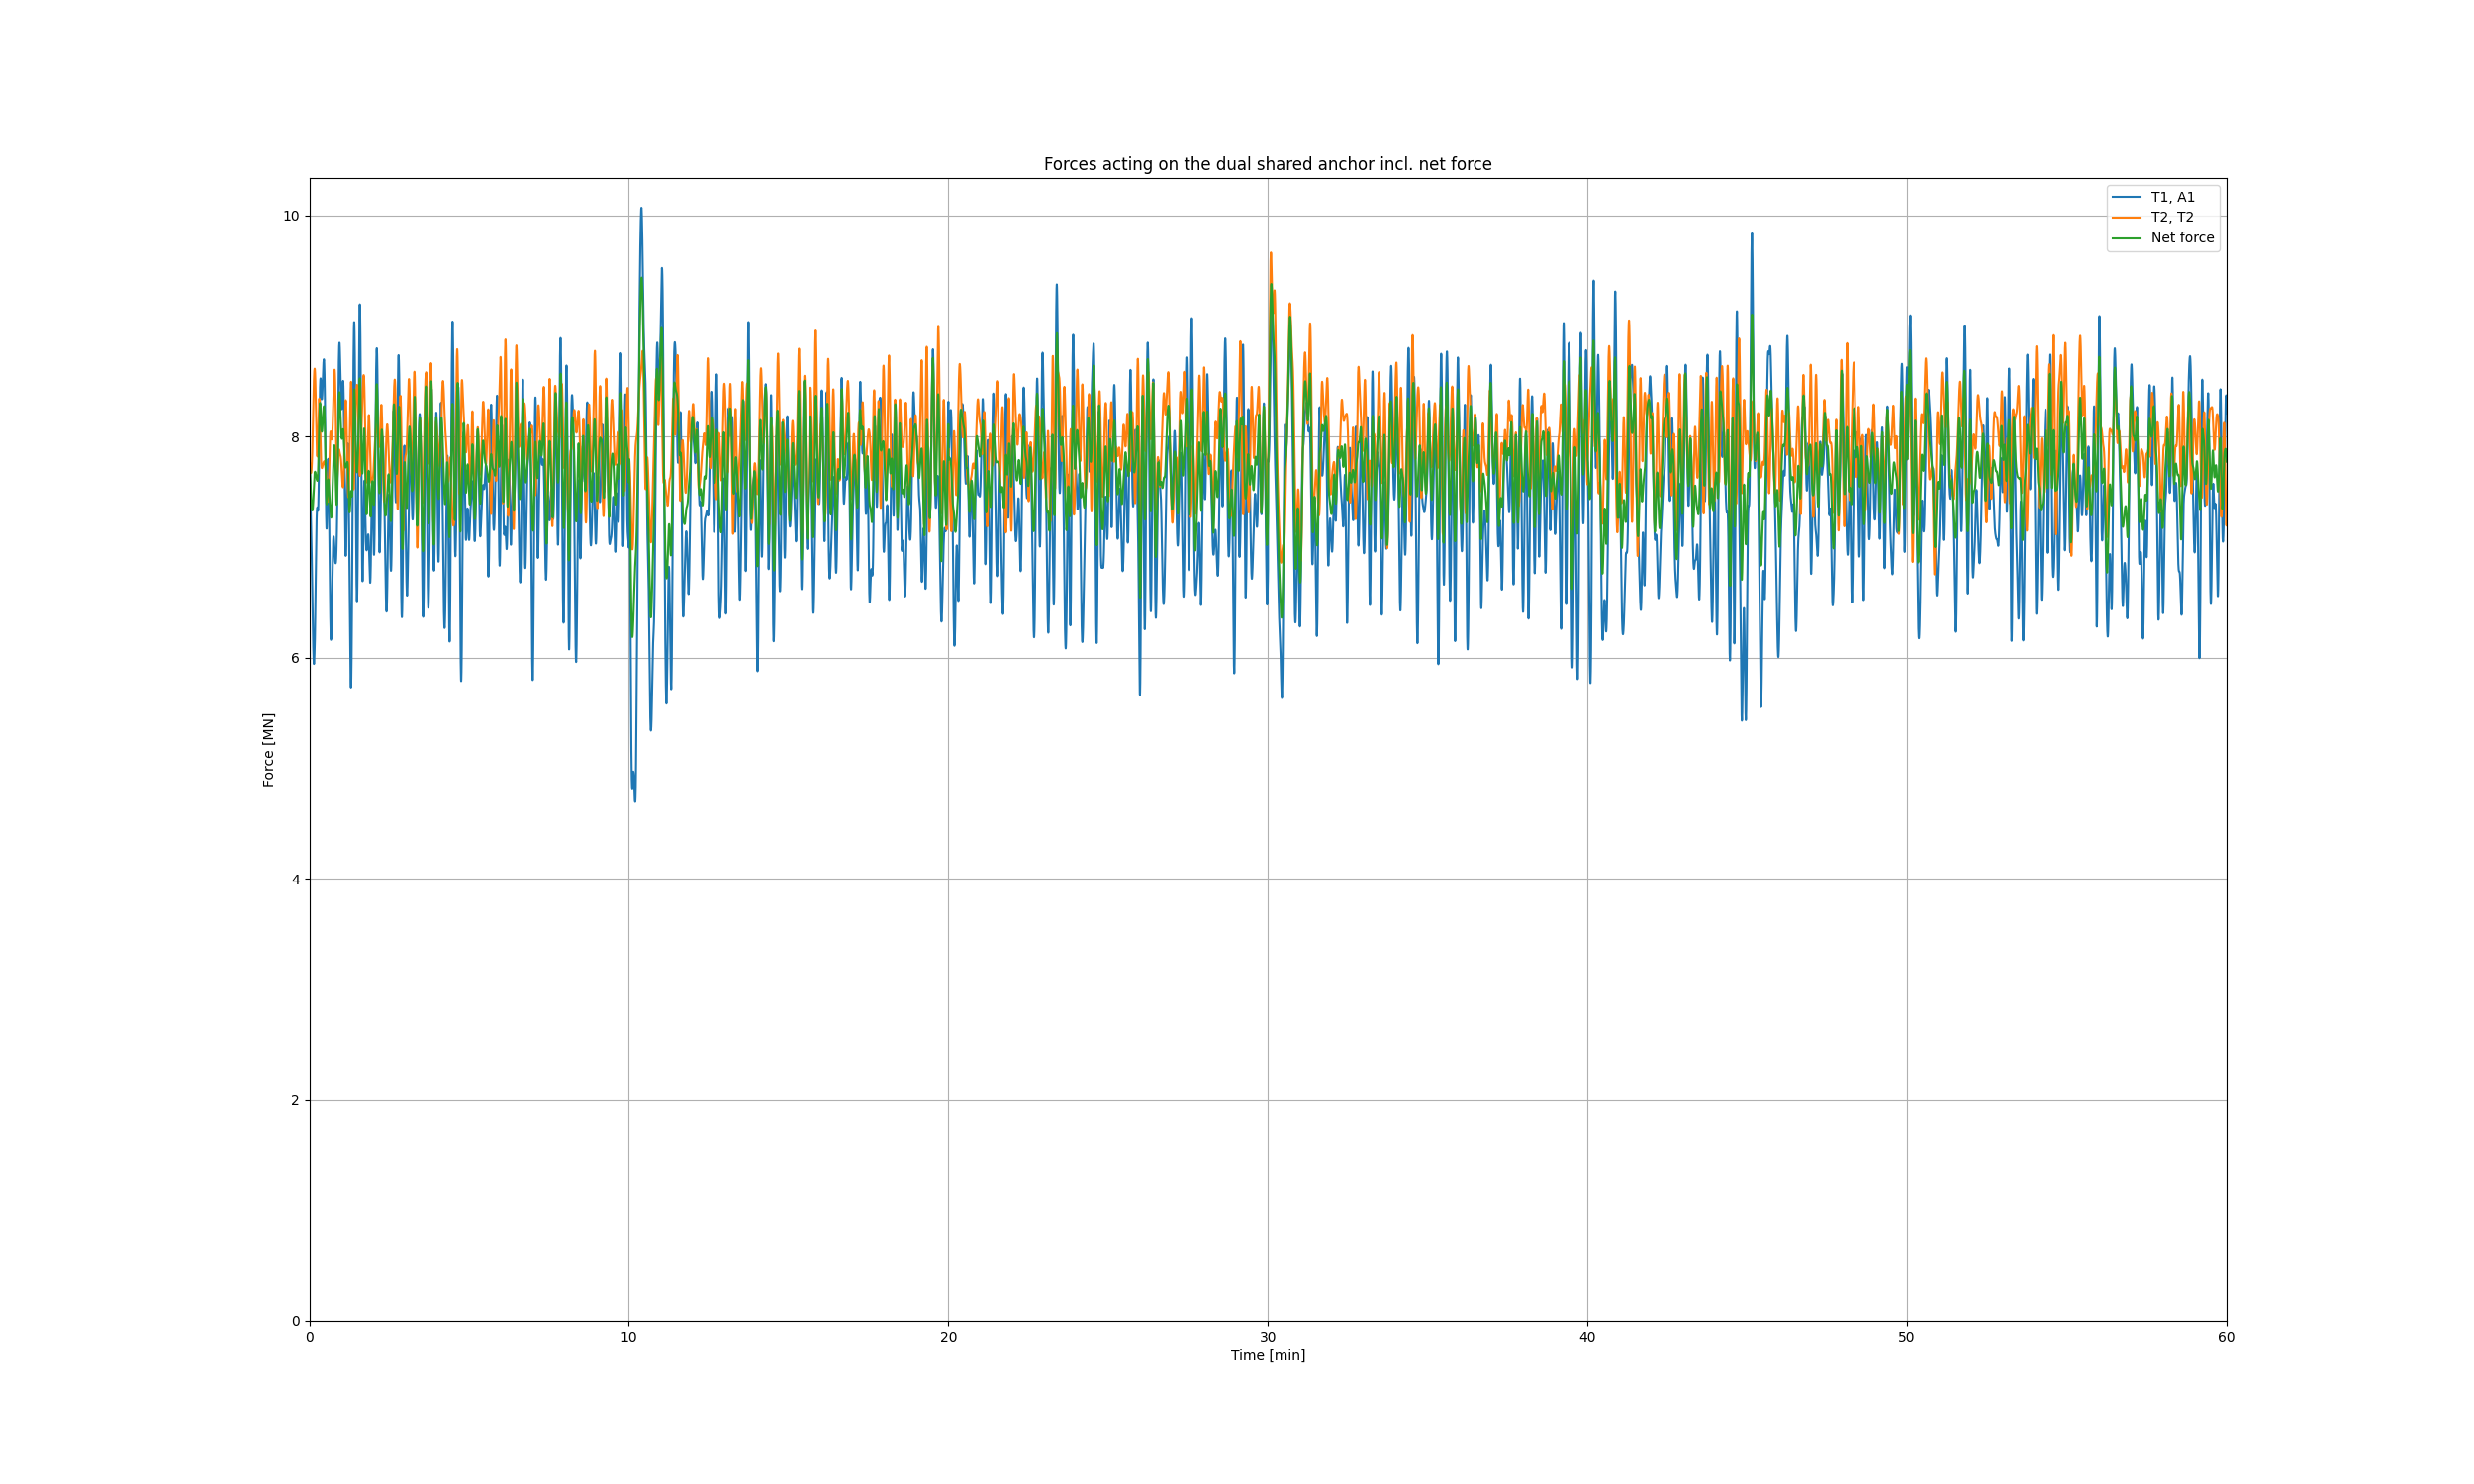 Forces acting on the dual shared anchor incl. net force
T1, A1
T2, T2
Net force
10
8
6
4
2
0
Force [MN]
0 10 20 30 40 50 60
Time [min]